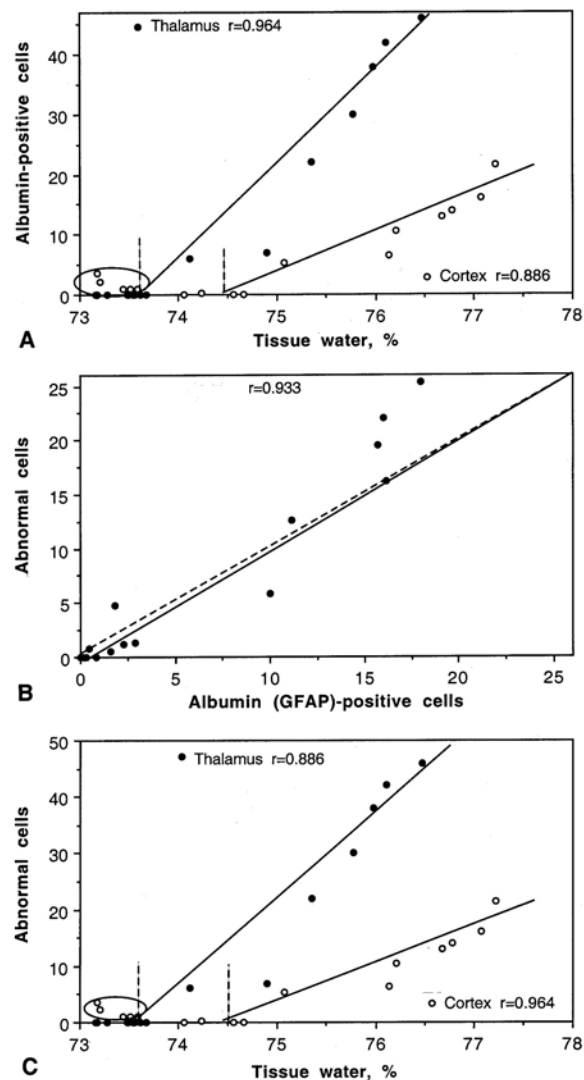 Thalamus r=0.964
40
30
20
10
0
Albumin-positive cells
Cortex r=0.886
73 74 75 76 77 78
A
Tissue water, %
r=0.933
25
20
15
10
5
0
Abnormal cells
0 5 10 15 20 25
B
Albumin (GFAP)-positive cells
50
Thalamus r=0.886
40
30
20
10
0
Abnormal cells
Cortex r=0.964
73 74 75 76 77 78
C
Tissue water, %